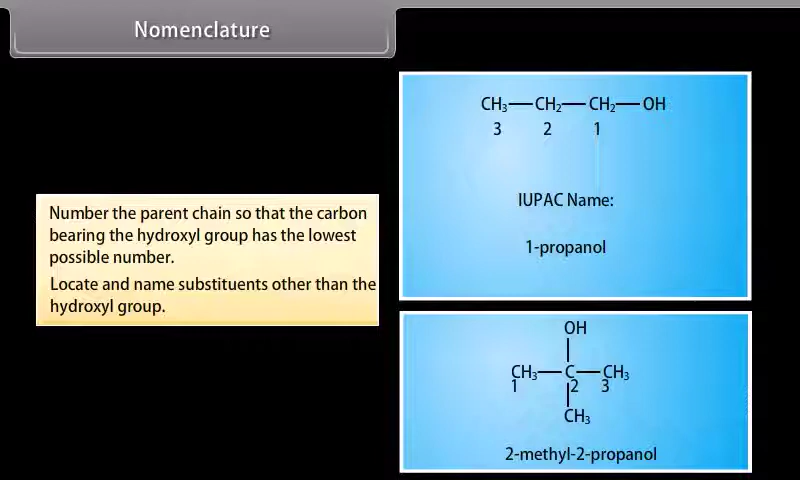 Nomenclature
Number the parent chain so that the carbon
bearing the hydroxyl group has the lowest
possible number.
Locate and name substituents other than the
hydroxyl group.
CH₃—CH₂—CH₂—OH
3 2 1
IUPAC Name:
1-propanol
OH
CH₃—C—CH₃
1 2 3
CH₃
2-methyl-2-propanol